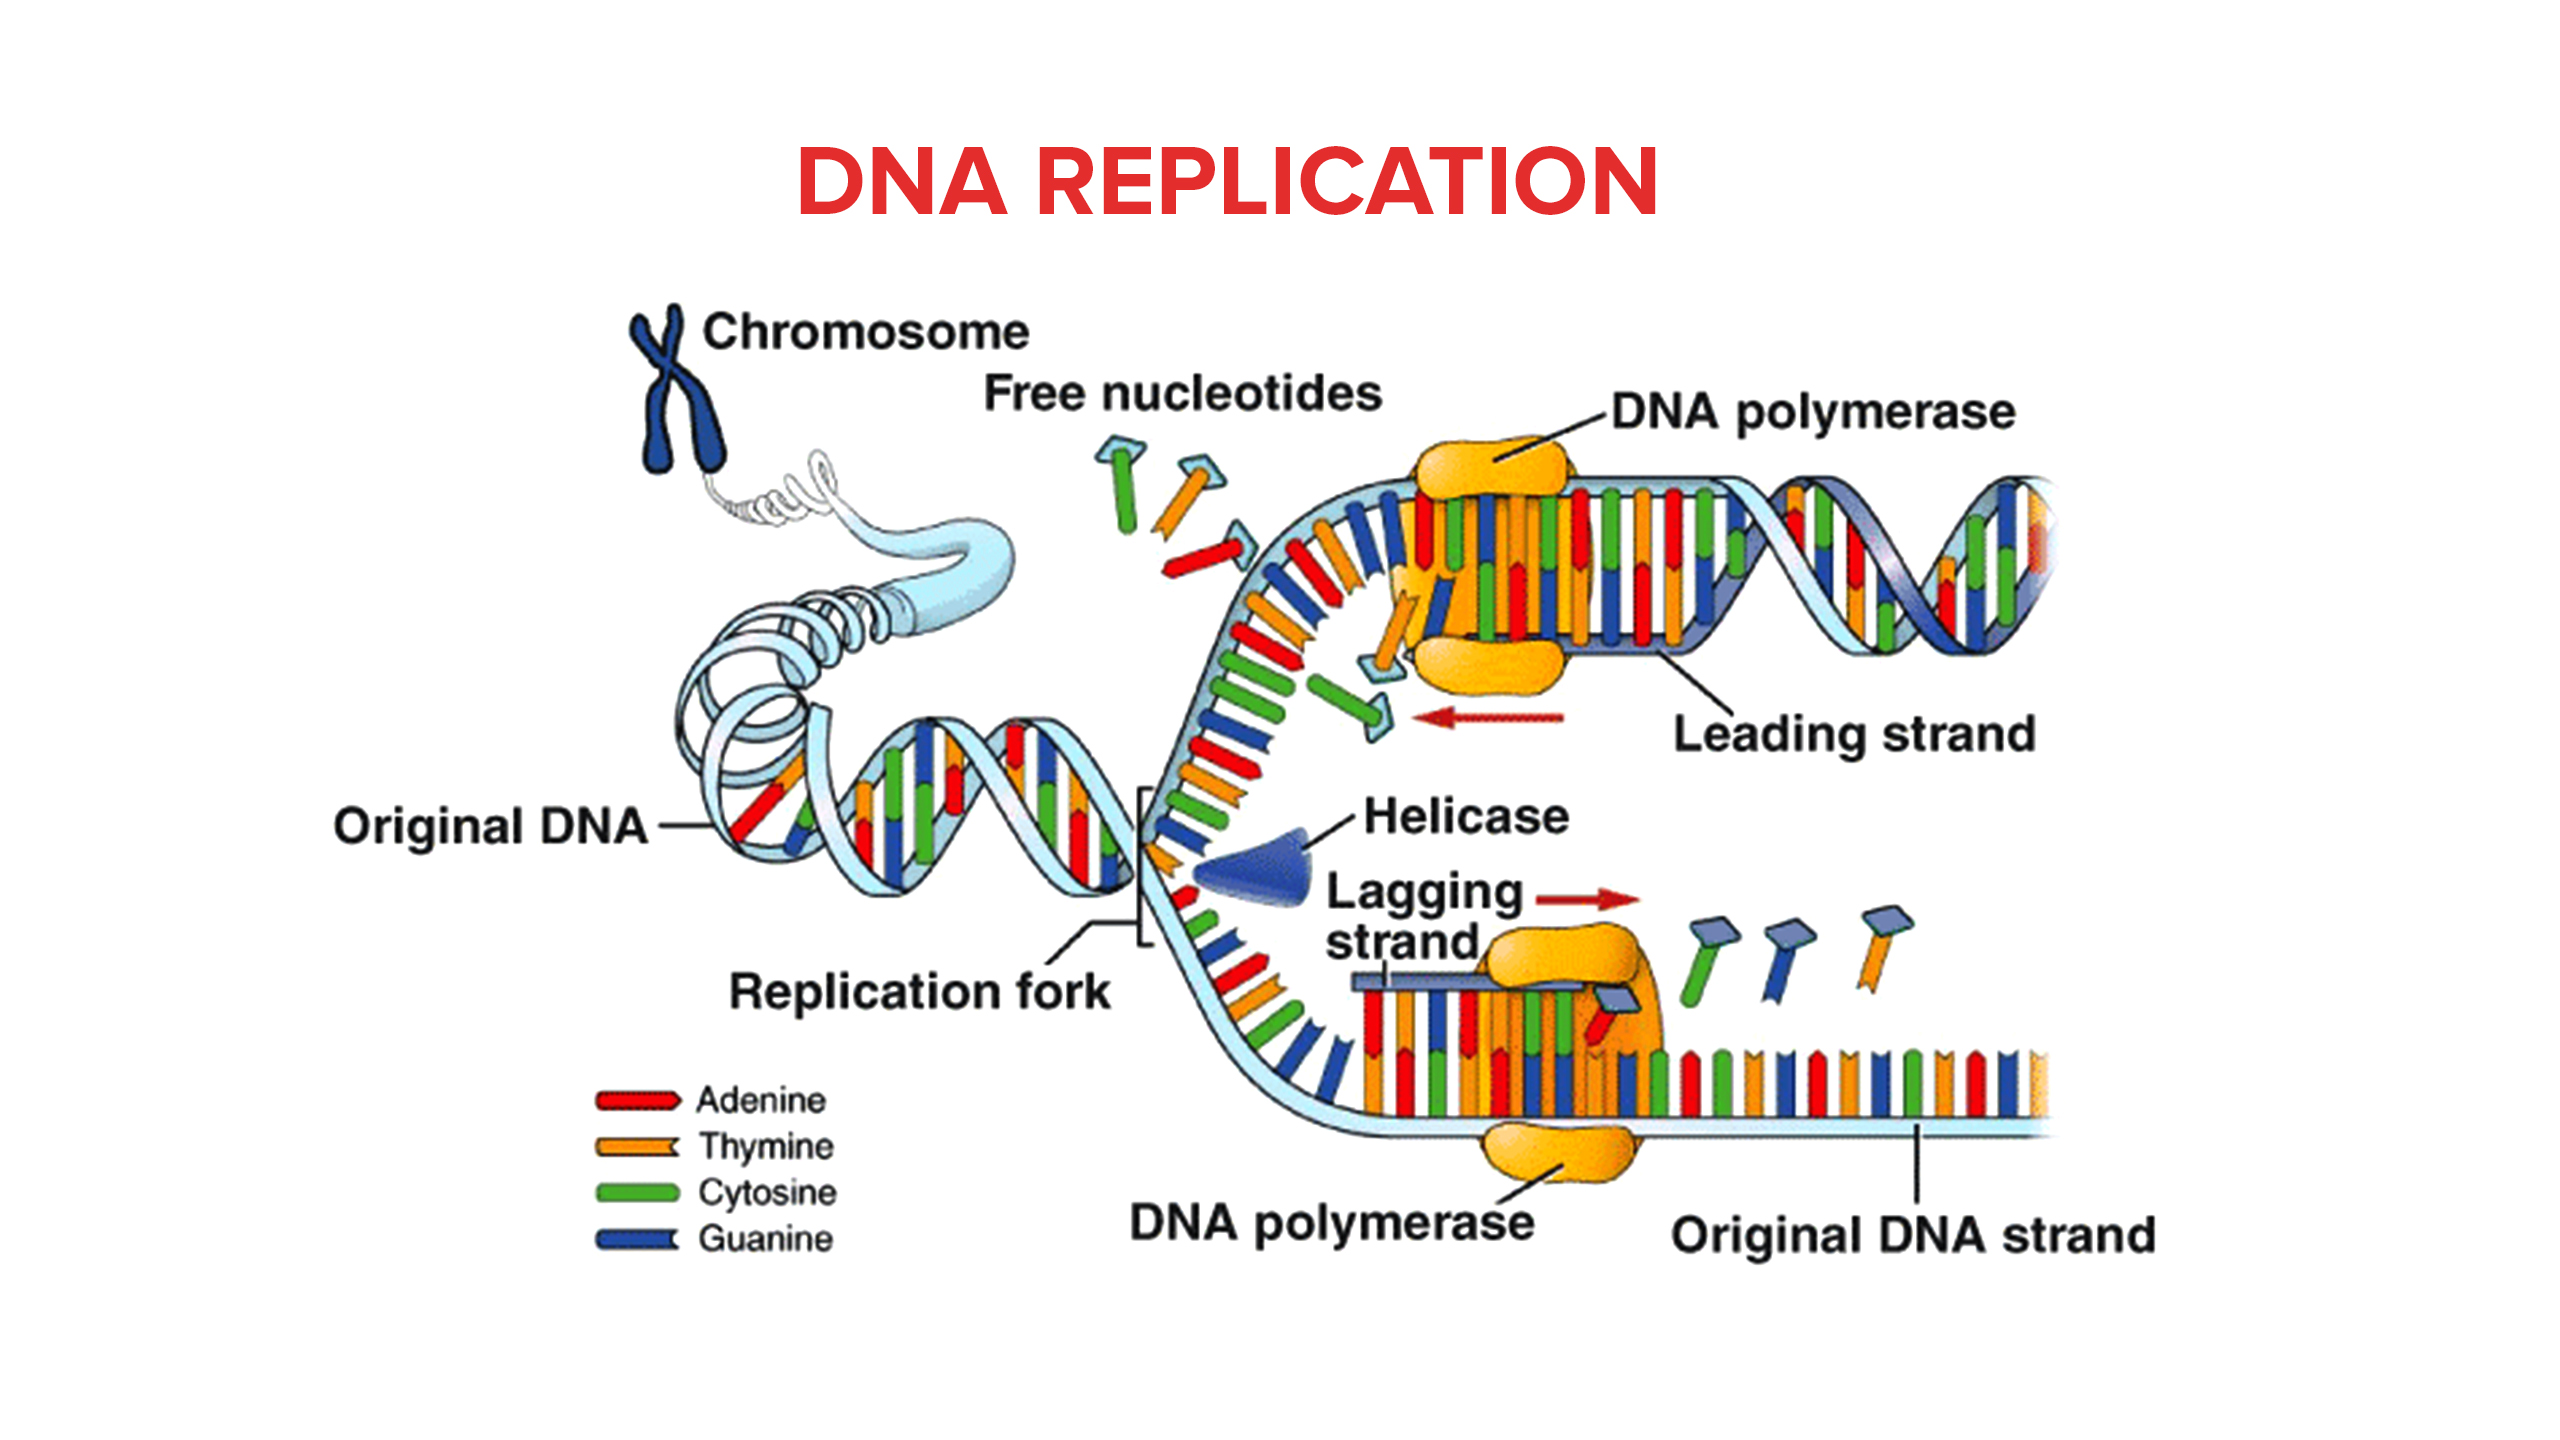 DNA REPLICATION
Chromosome
Free nucleotides
DNA polymerase
Leading strand
Original DNA
Helicase
Lagging
strand
Replication fork
Adenine
Thymine
Cytosine
Guanine
DNA polymerase
Original DNA strand